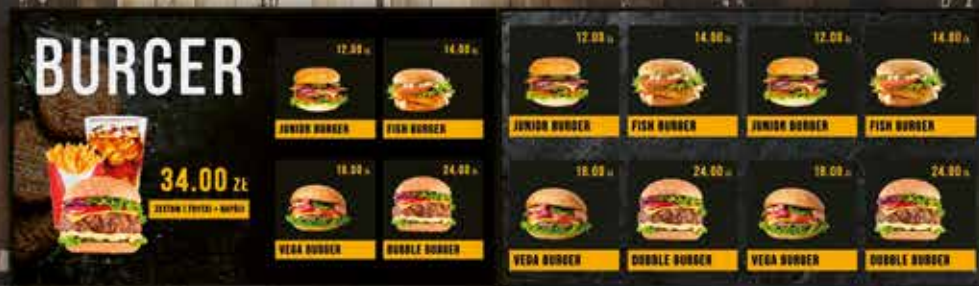 BURGER
34.00 ZŁ
ZESTAW Z FRYTKI + NAPÓJ
12.00 ZŁ
14.00 ZŁ
JUNIOR BURGER
FISH BURGER
18.00 ZŁ
24.00 ZŁ
VEGA BURGER
DOUBLE BURGER
12.00 ZŁ
14.00 ZŁ
12.00 ZŁ
14.00 ZŁ
JUNIOR BURGER
FISH BURGER
JUNIOR BURGER
FISH BURGER
18.00 ZŁ
24.00 ZŁ
18.00 ZŁ
24.00 ZŁ
VEGA BURGER
DOUBLE BURGER
VEGA BURGER
DOUBLE BURGER